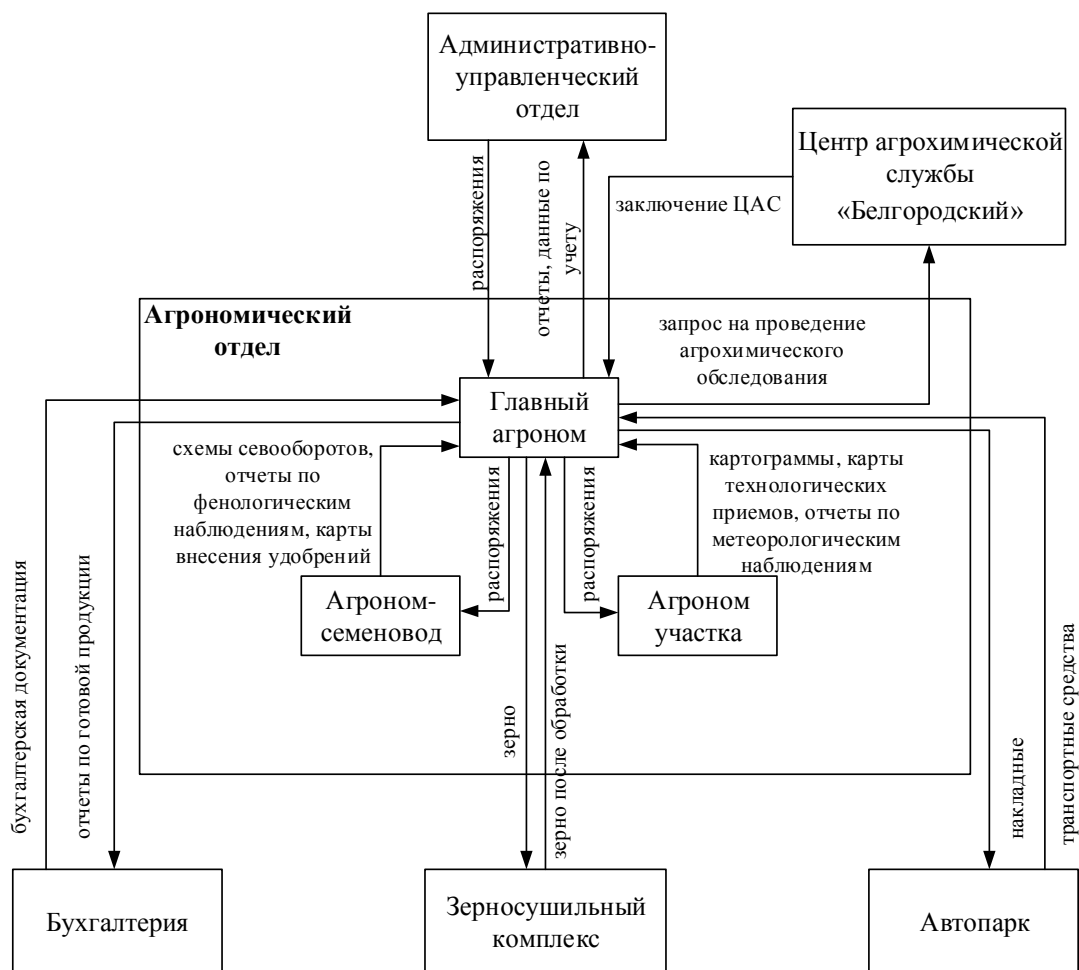 Административно-
управленческий
отдел
Центр агрохимической
службы
«Белгородский»
распоряжения
отчеты, данные по
учету
заключение ЦАС
Агрономический
отдел
запрос на проведение
агрохимического
обследования
Главный
агроном
схемы севооборотов,
отчеты по
фенологическим
наблюдениям, карты
внесения удобрений
распоряжения
распоряжения
картограммы, карты
технологических
приемов, отчеты по
метеорологическим
наблюдениям
Агроном-
семеновод
Агроном
участка
бухгалтерская документация
отчеты по готовой продукции
зерно
зерно после обработки
накладные
транспортные средства
Бухгалтерия
Зерносушильный
комплекс
Автопарк